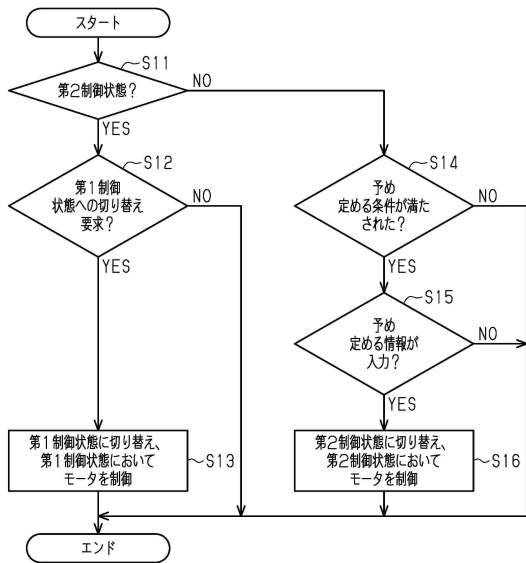 スタート
S11
第2制御状態?
NO
YES
S12
第1制御
状態への切り替え
要求?
NO
YES
S14
予め
定める条件が満た
された?
NO
YES
S15
予め
定める情報が
入力?
NO
YES
第1制御状態に切り替え、
第1制御状態において
モータを制御
S13
第2制御状態に切り替え、
第2制御状態において
モータを制御
S16
エンド